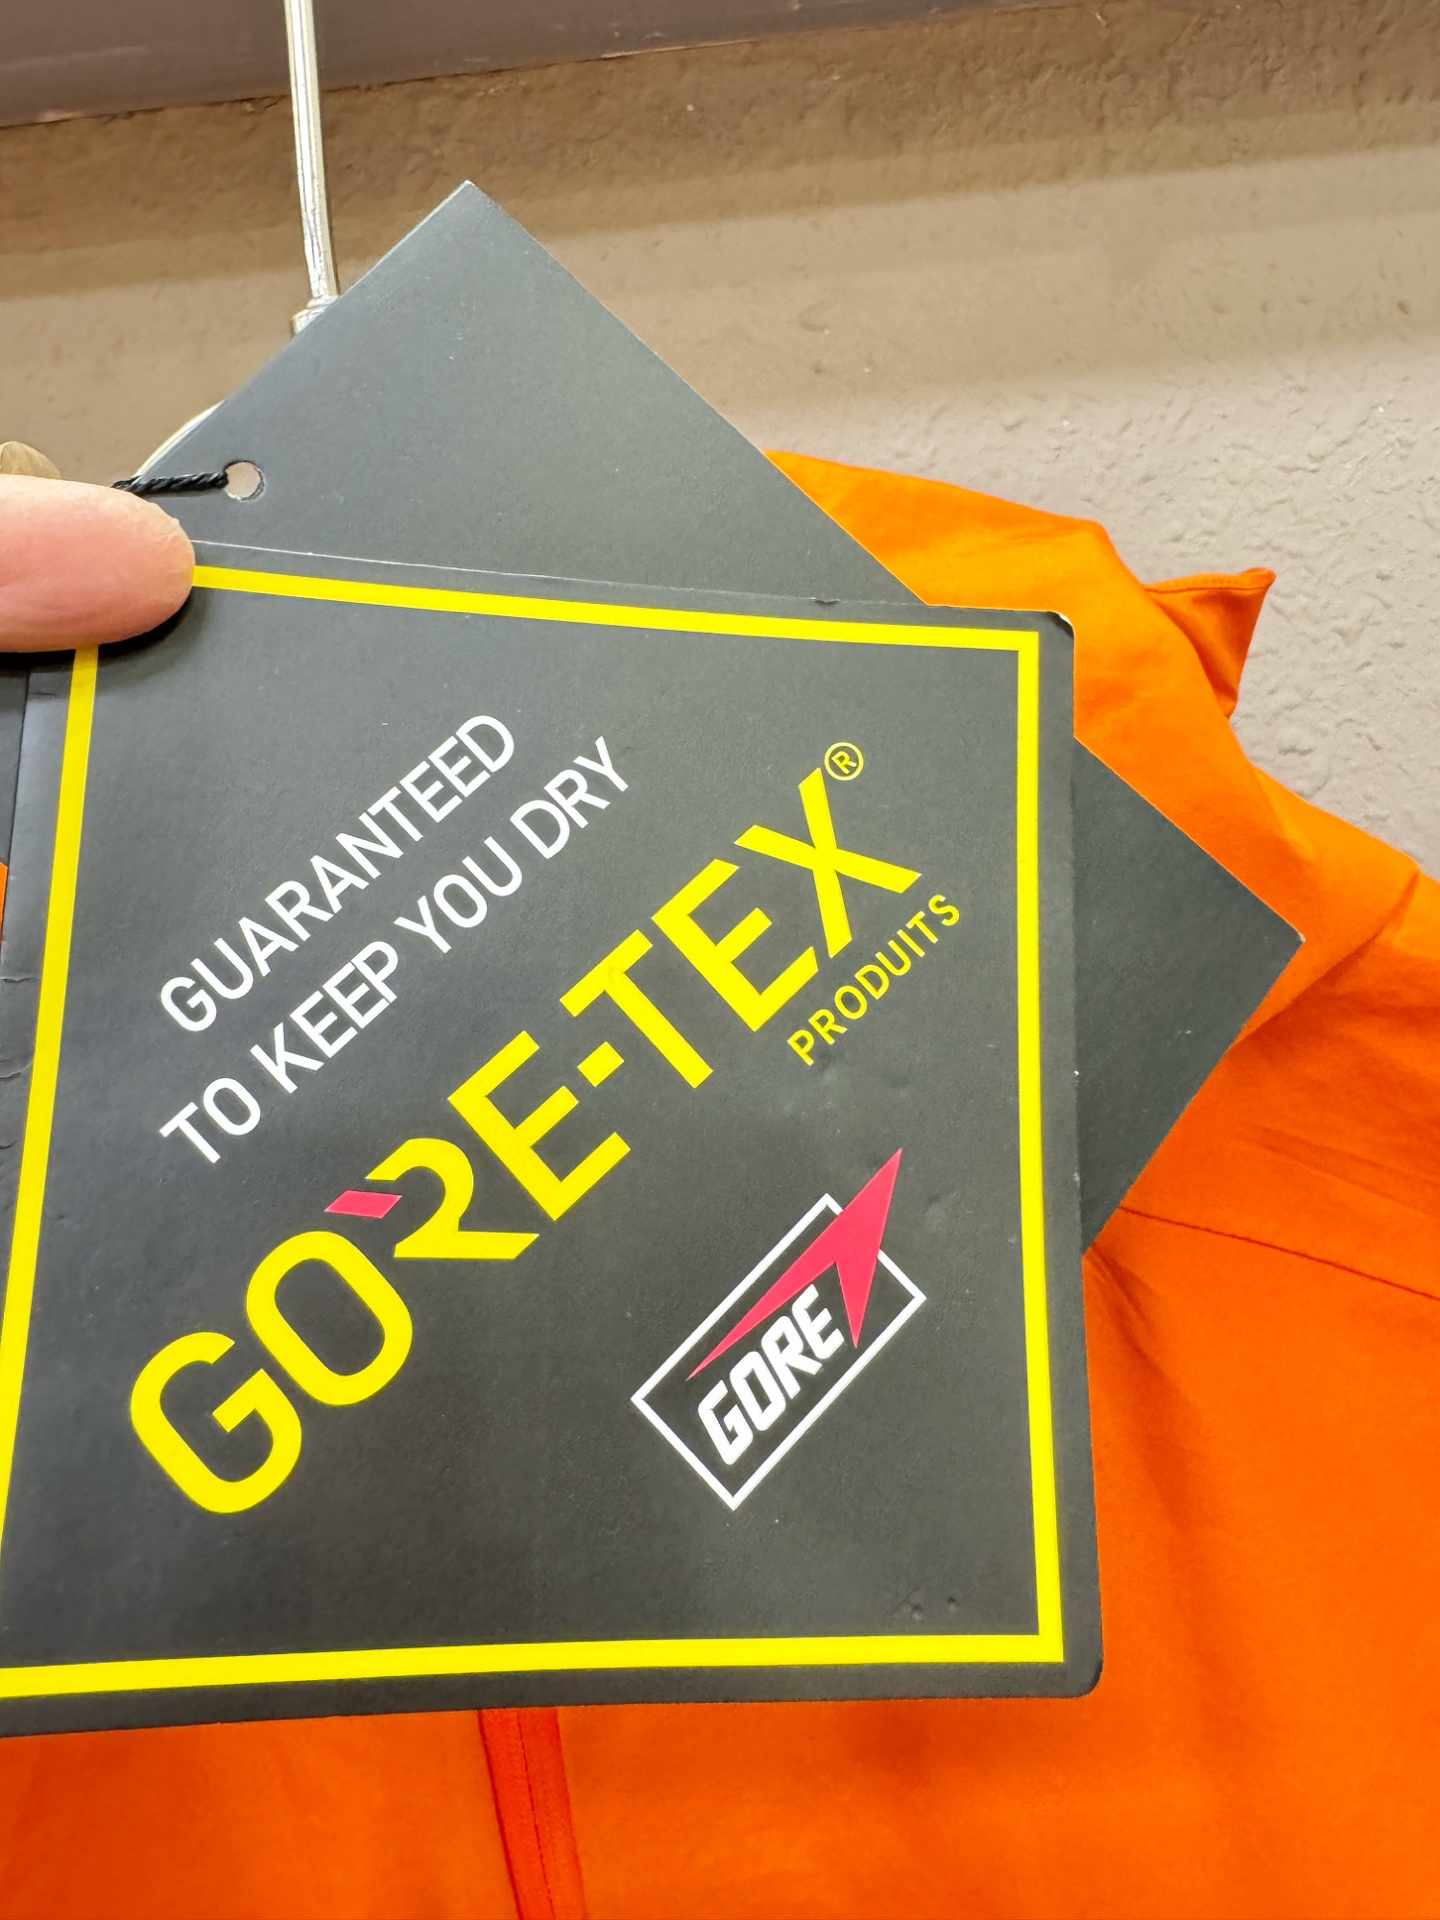 GUARANTEED
TO KEEP YOU DRY
GORE-TEX®
PRODUITS
GORE